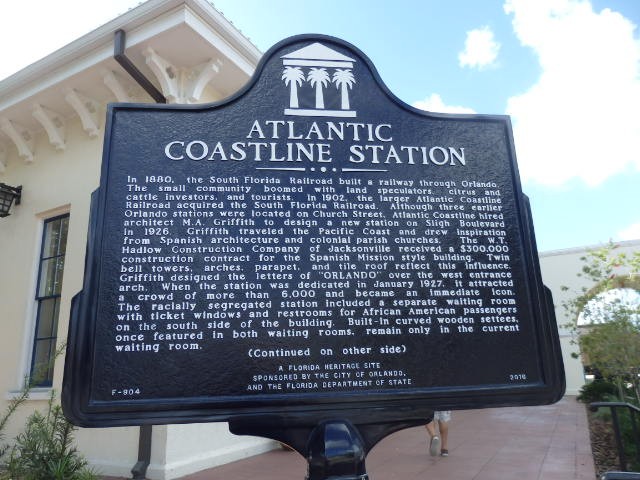 ATLANTIC
COASTLINE STATION
In 1880, the South Florida Railroad built a railway through Orlando.
The small community boomed with land speculators, citrus and
cattle investors, and tourists. In 1902, the larger Atlantic Coastline
Railroad acquired the South Florida Railroad. Although three earlier
Orlando stations were located on Church Street, Atlantic Coastline hired
architect M.A. Griffith to design a new station on Sligh Boulevard
in 1926. Griffith traveled the Pacific Coast and drew inspiration
from Spanish architecture and colonial parish churches. The W.T.
Hadlow Construction Company of Jacksonville received a $300,000
construction contract for the Spanish Mission style building. Twin
bell towers, arches, parapet, and tile roof reflect this influence.
Griffith designed the letters of "ORLANDO" over the west entrance
arch. When the station was dedicated in January 1927, it attracted
a crowd of more than 6,000 and became an immediate icon.
The racially segregated station included a separate waiting room
with ticket windows and restrooms for African American passengers
on the south side of the building. Built-in curved wooden settees,
once featured in both waiting rooms, remain only in the current
waiting room.
(Continued on other side)
A FLORIDA HERITAGE SITE
SPONSORED BY THE CITY OF ORLANDO,
AND THE FLORIDA DEPARTMENT OF STATE
F-904
2016